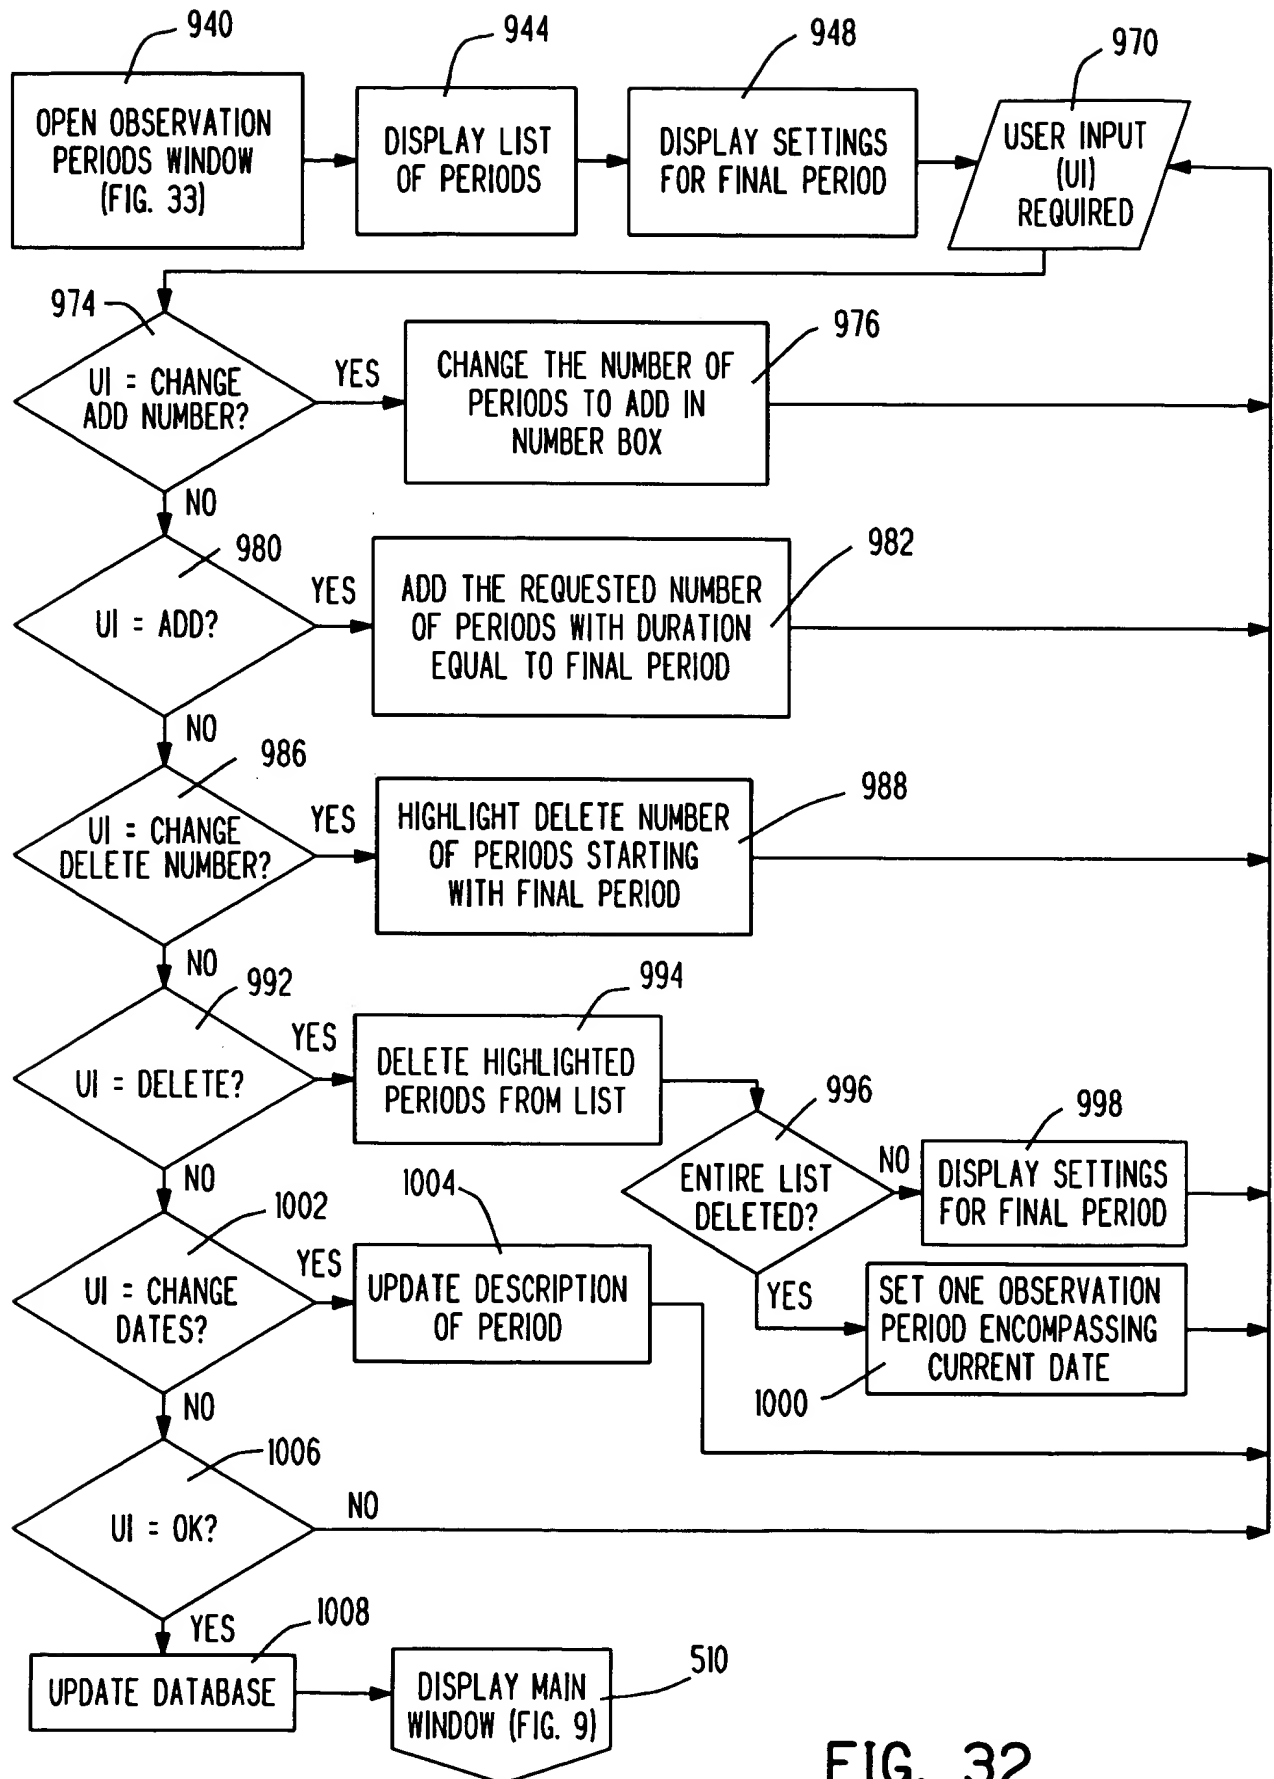 940
944
948
970
OPEN OBSERVATION
PERIODS WINDOW
(FIG. 33)
DISPLAY LIST
OF PERIODS
DISPLAY SETTINGS
FOR FINAL PERIOD
USER INPUT
(UI)
REQUIRED
974
UI = CHANGE
ADD NUMBER?
YES
976
CHANGE THE NUMBER OF
PERIODS TO ADD IN
NUMBER BOX
NO
980
UI = ADD?
YES
982
ADD THE REQUESTED NUMBER
OF PERIODS WITH DURATION
EQUAL TO FINAL PERIOD
NO
986
UI = CHANGE
DELETE NUMBER?
YES
988
HIGHLIGHT DELETE NUMBER
OF PERIODS STARTING
WITH FINAL PERIOD
NO
992
UI = DELETE?
YES
994
DELETE HIGHLIGHTED
PERIODS FROM LIST
996
ENTIRE LIST
DELETED?
NO
998
DISPLAY SETTINGS
FOR FINAL PERIOD
YES
SET ONE OBSERVATION
PERIOD ENCOMPASSING
CURRENT DATE
1000
NO
1002
UI = CHANGE
DATES?
YES
1004
UPDATE DESCRIPTION
OF PERIOD
NO
1006
UI = OK?
NO
YES
1008
UPDATE DATABASE
510
DISPLAY MAIN
WINDOW (FIG. 9)
FIG. 32